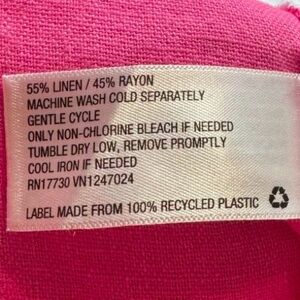 55% LINEN / 45% RAYON
MACHINE WASH COLD SEPARATELY
GENTLE CYCLE
ONLY NON-CHLORINE BLEACH IF NEEDED
TUMBLE DRY LOW, REMOVE PROMPTLY
COOL IRON IF NEEDED
RN17730 VN1247024
LABEL MADE FROM 100% RECYCLED PLASTIC